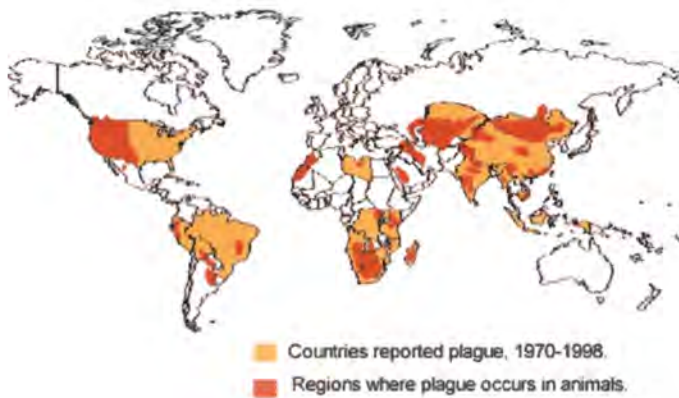 Countries reported plague, 1970-1998.
Regions where plague occurs in animals.